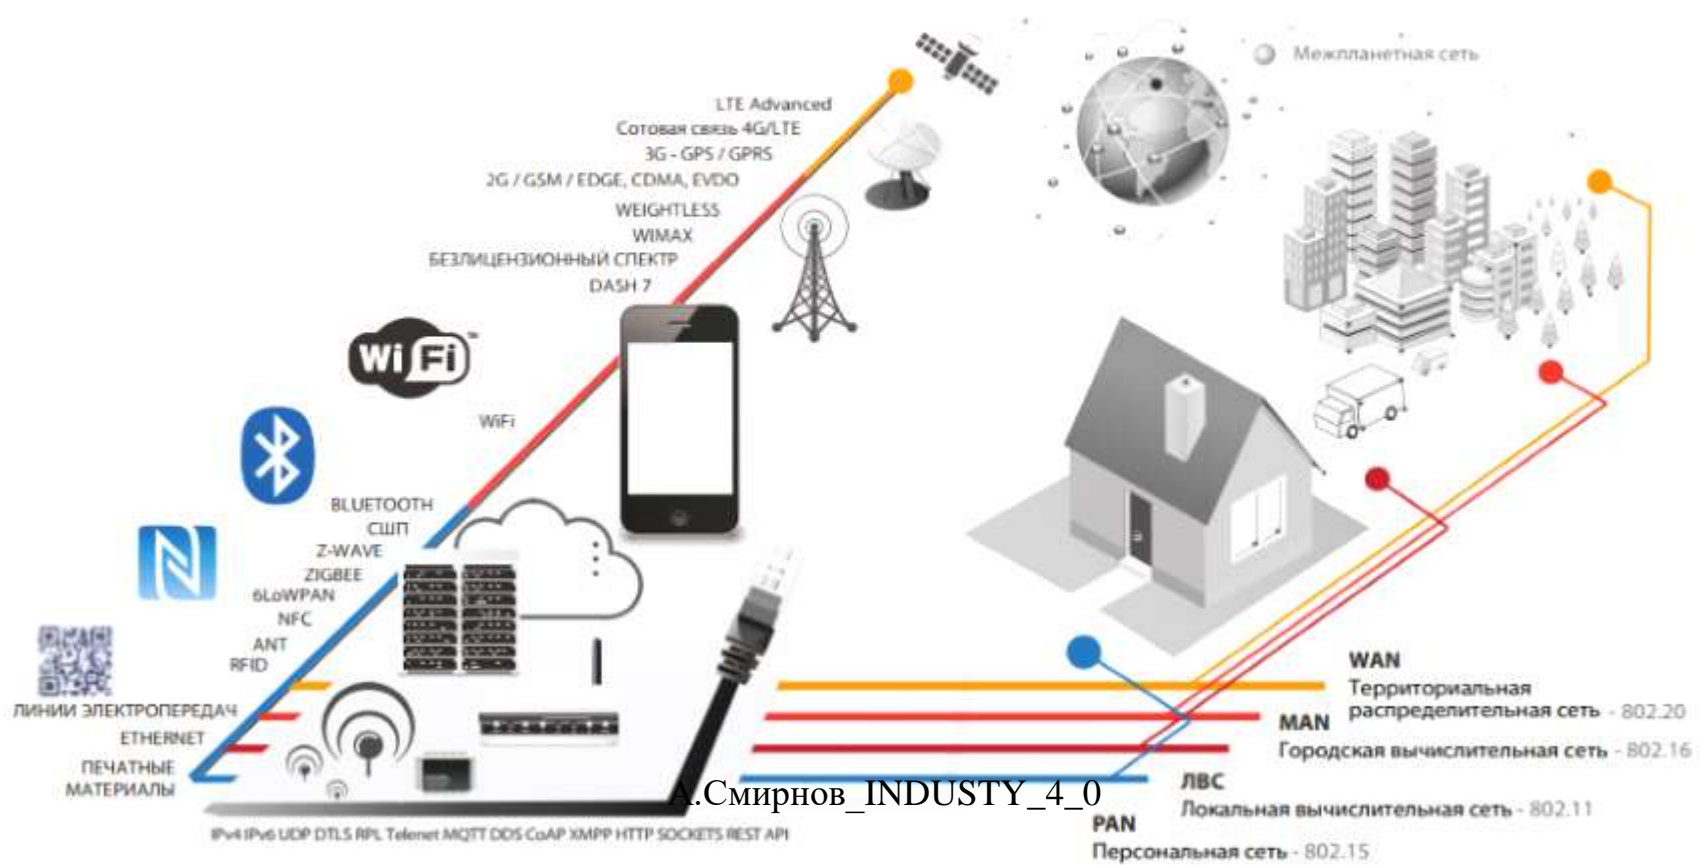 Межпланетная сеть
LTE Advanced
Сотовая связь 4G/LTE
3G - GPS / GPRS
2G / GSM / EDGE, CDMA, EVDO
WEIGHTLESS
WIMAX
БЕЗЛИЦЕНЗИОННЫЙ СПЕКТР
DASH 7
WiFi™
WiFi
BLUETOOTH
СШП
Z-WAVE
ZIGBEE
6LoWPAN
NFC
ANT
RFID
ЛИНИИ ЭЛЕКТРОПЕРЕДАЧ
ETHERNET
ПЕЧАТНЫЕ
МАТЕРИАЛЫ
WAN
Территориальная
распределительная сеть - 802.20
MAN
Городская вычислительная сеть - 802.16
ЛВС
Локальная вычислительная сеть - 802.11
PAN
Персональная сеть - 802.15
А.Смирнов_INDUSTY_4_0
IPv4 IPv6 UDP DTLS RPL Telenet MQTT DDS CoAP XMPP HTTP SOCKETS REST API